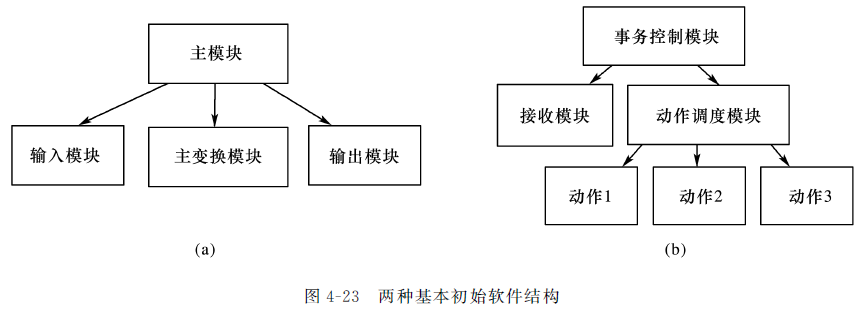 主模块
输入模块
主变换模块
输出模块
(a)
事务控制模块
接收模块
动作调度模块
动作1
动作2
动作3
(b)
图 4-23 两种基本初始软件结构